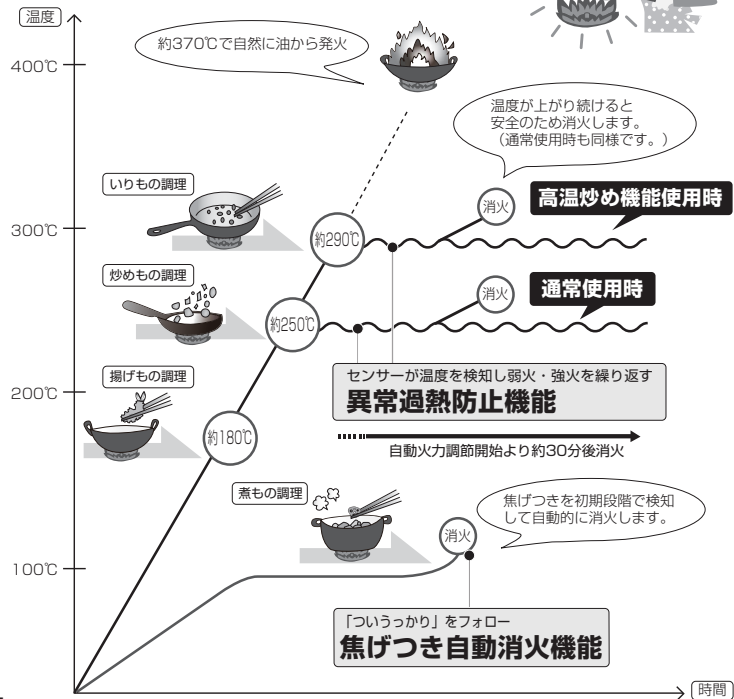 温度
約370℃で自然に油から発火
400℃
温度が上がり続けると
安全のため消火します。
（通常使用時も同様です。）
いりもの調理
消火
高温炒め機能使用時
300℃
約290℃
炒めもの調理
消火
通常使用時
約250℃
揚げもの調理
センサーが温度を検知し弱火・強火を繰り返す
異常過熱防止機能
200℃
約180℃
自動火力調節開始より約30分後消火
煮もの調理
焦げつきを初期段階で検知
して自動的に消火します。
消火
100℃
「ついうっかり」をフォロー
焦げつき自動消火機能
時間